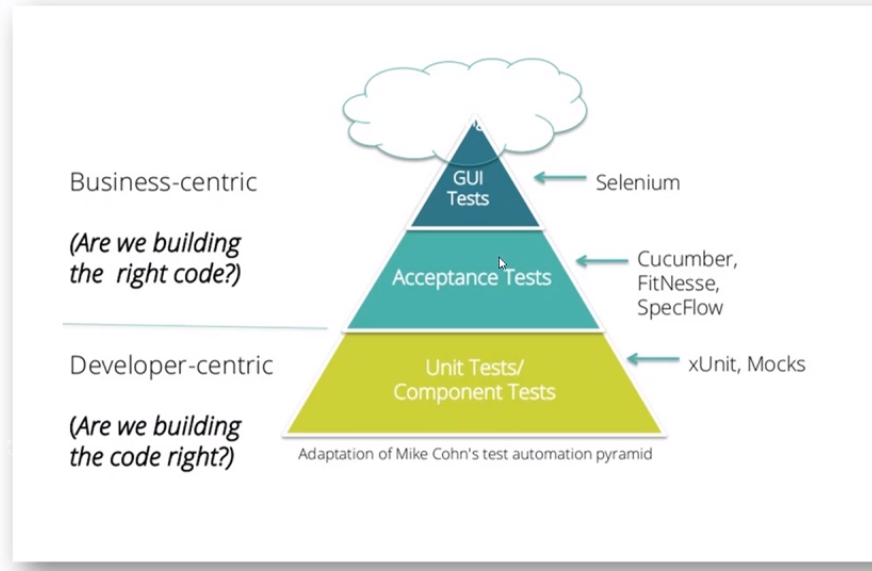 GUI
Tests
Selenium
Business-centric
(Are we building
the right code?)
Acceptance Tests
Cucumber,
FitNesse,
SpecFlow
Developer-centric
(Are we building
the code right?)
Unit Tests/
Component Tests
xUnit, Mocks
Adaptation of Mike Cohn's test automation pyramid